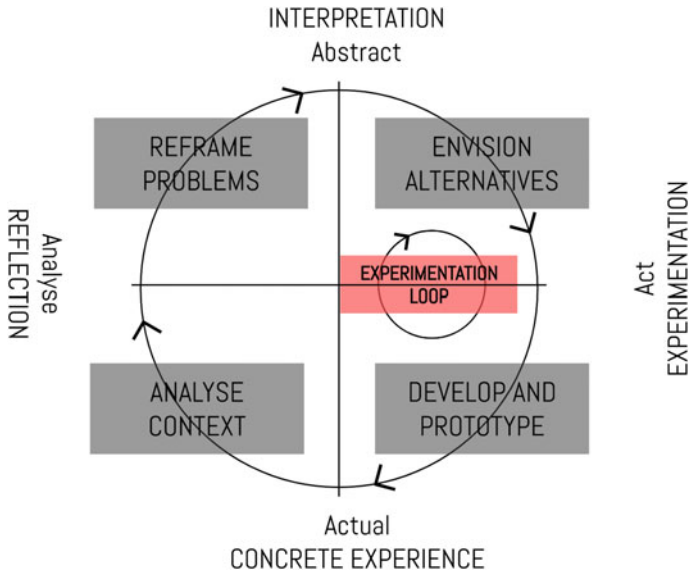 INTERPRETATION
Abstract
REFRAME
PROBLEMS
ENVISION
ALTERNATIVES
Analyse
REFLECTION
EXPERIMENTATION
LOOP
Act
EXPERIMENTATION
ANALYSE
CONTEXT
DEVELOP AND
PROTOTYPE
Actual
CONCRETE EXPERIENCE